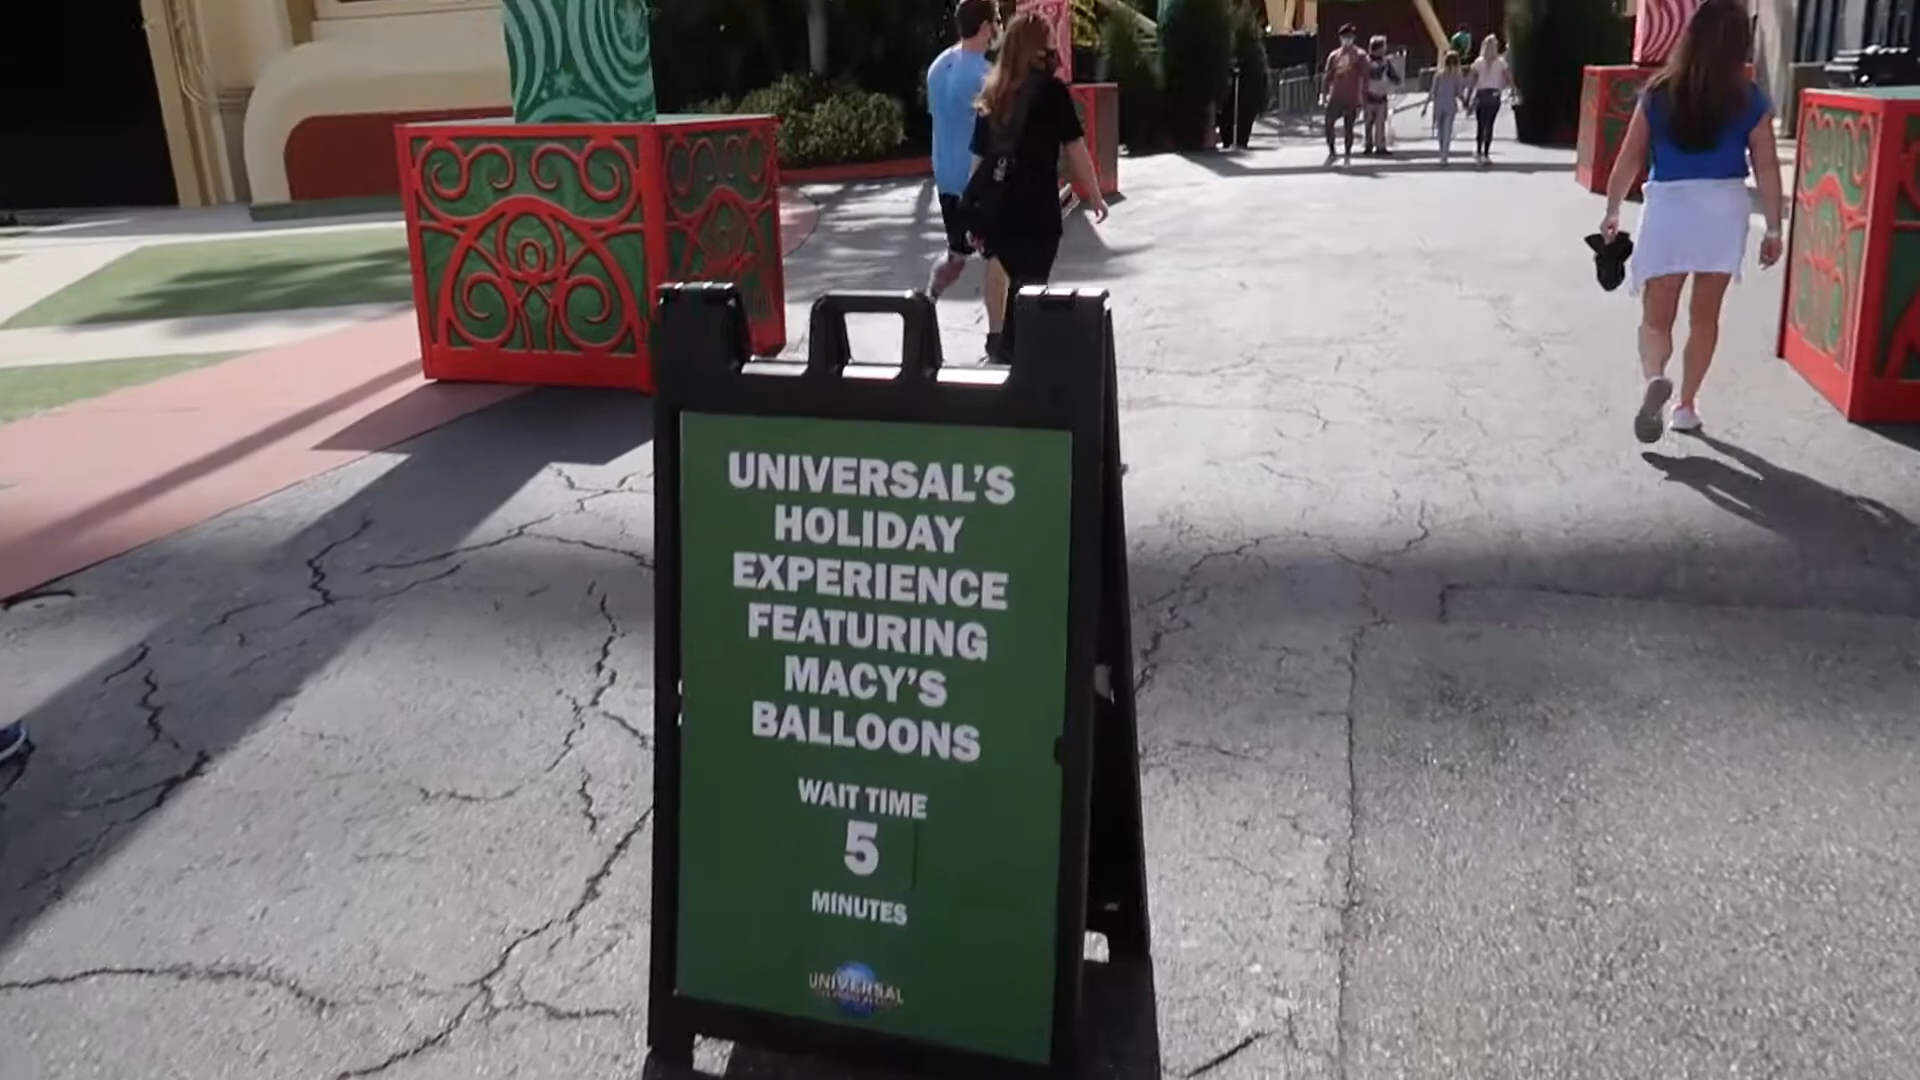 UNIVERSAL'S
HOLIDAY
EXPERIENCE
FEATURING
MACY'S
BALLOONS
WAIT TIME
5
MINUTES
UNIVERSAL